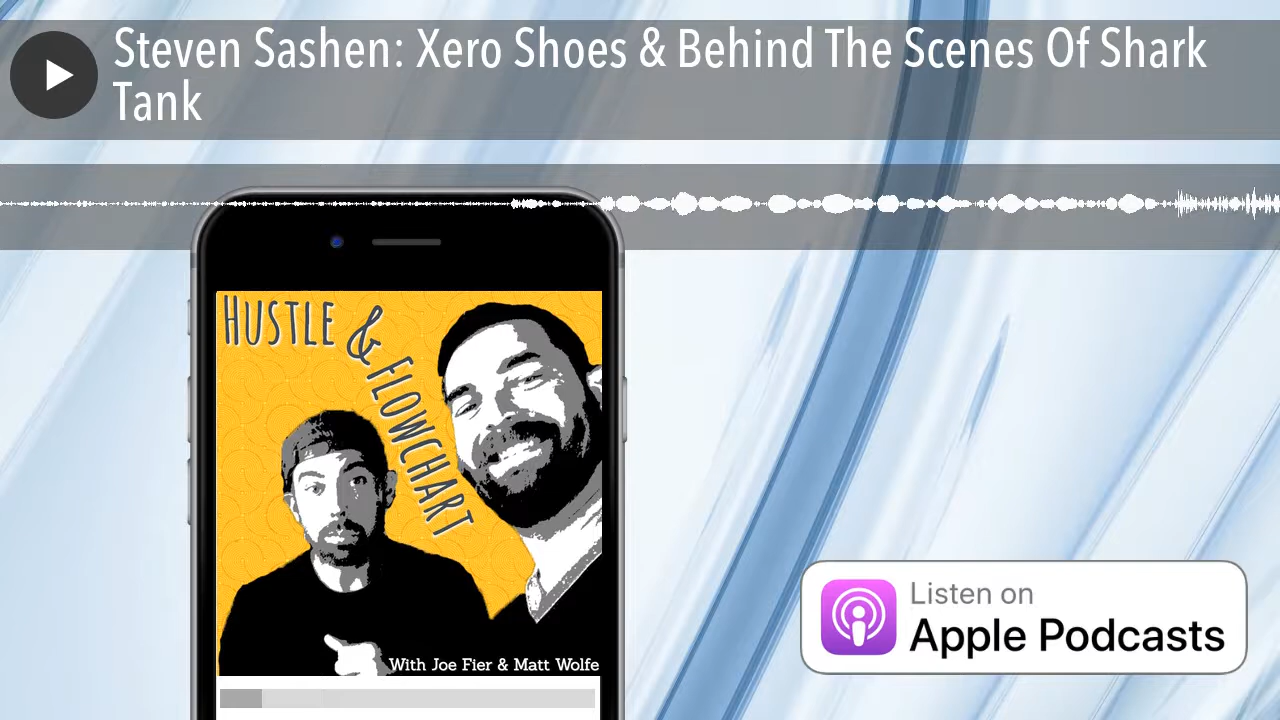 Steven Sashen: Xero Shoes & Behind The Scenes Of Shark
Tank
HUSTLE
& FLOWCHART
With Joe Fier & Matt Wolfe
Listen on
Apple Podcasts